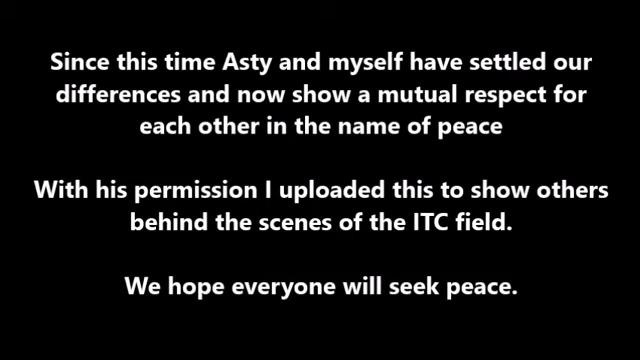 Since this time Asty and myself have settled our
differences and now show a mutual respect for
each other in the name of peace
With his permission I uploaded this to show others
behind the scenes of the ITC field.
We hope everyone will seek peace.